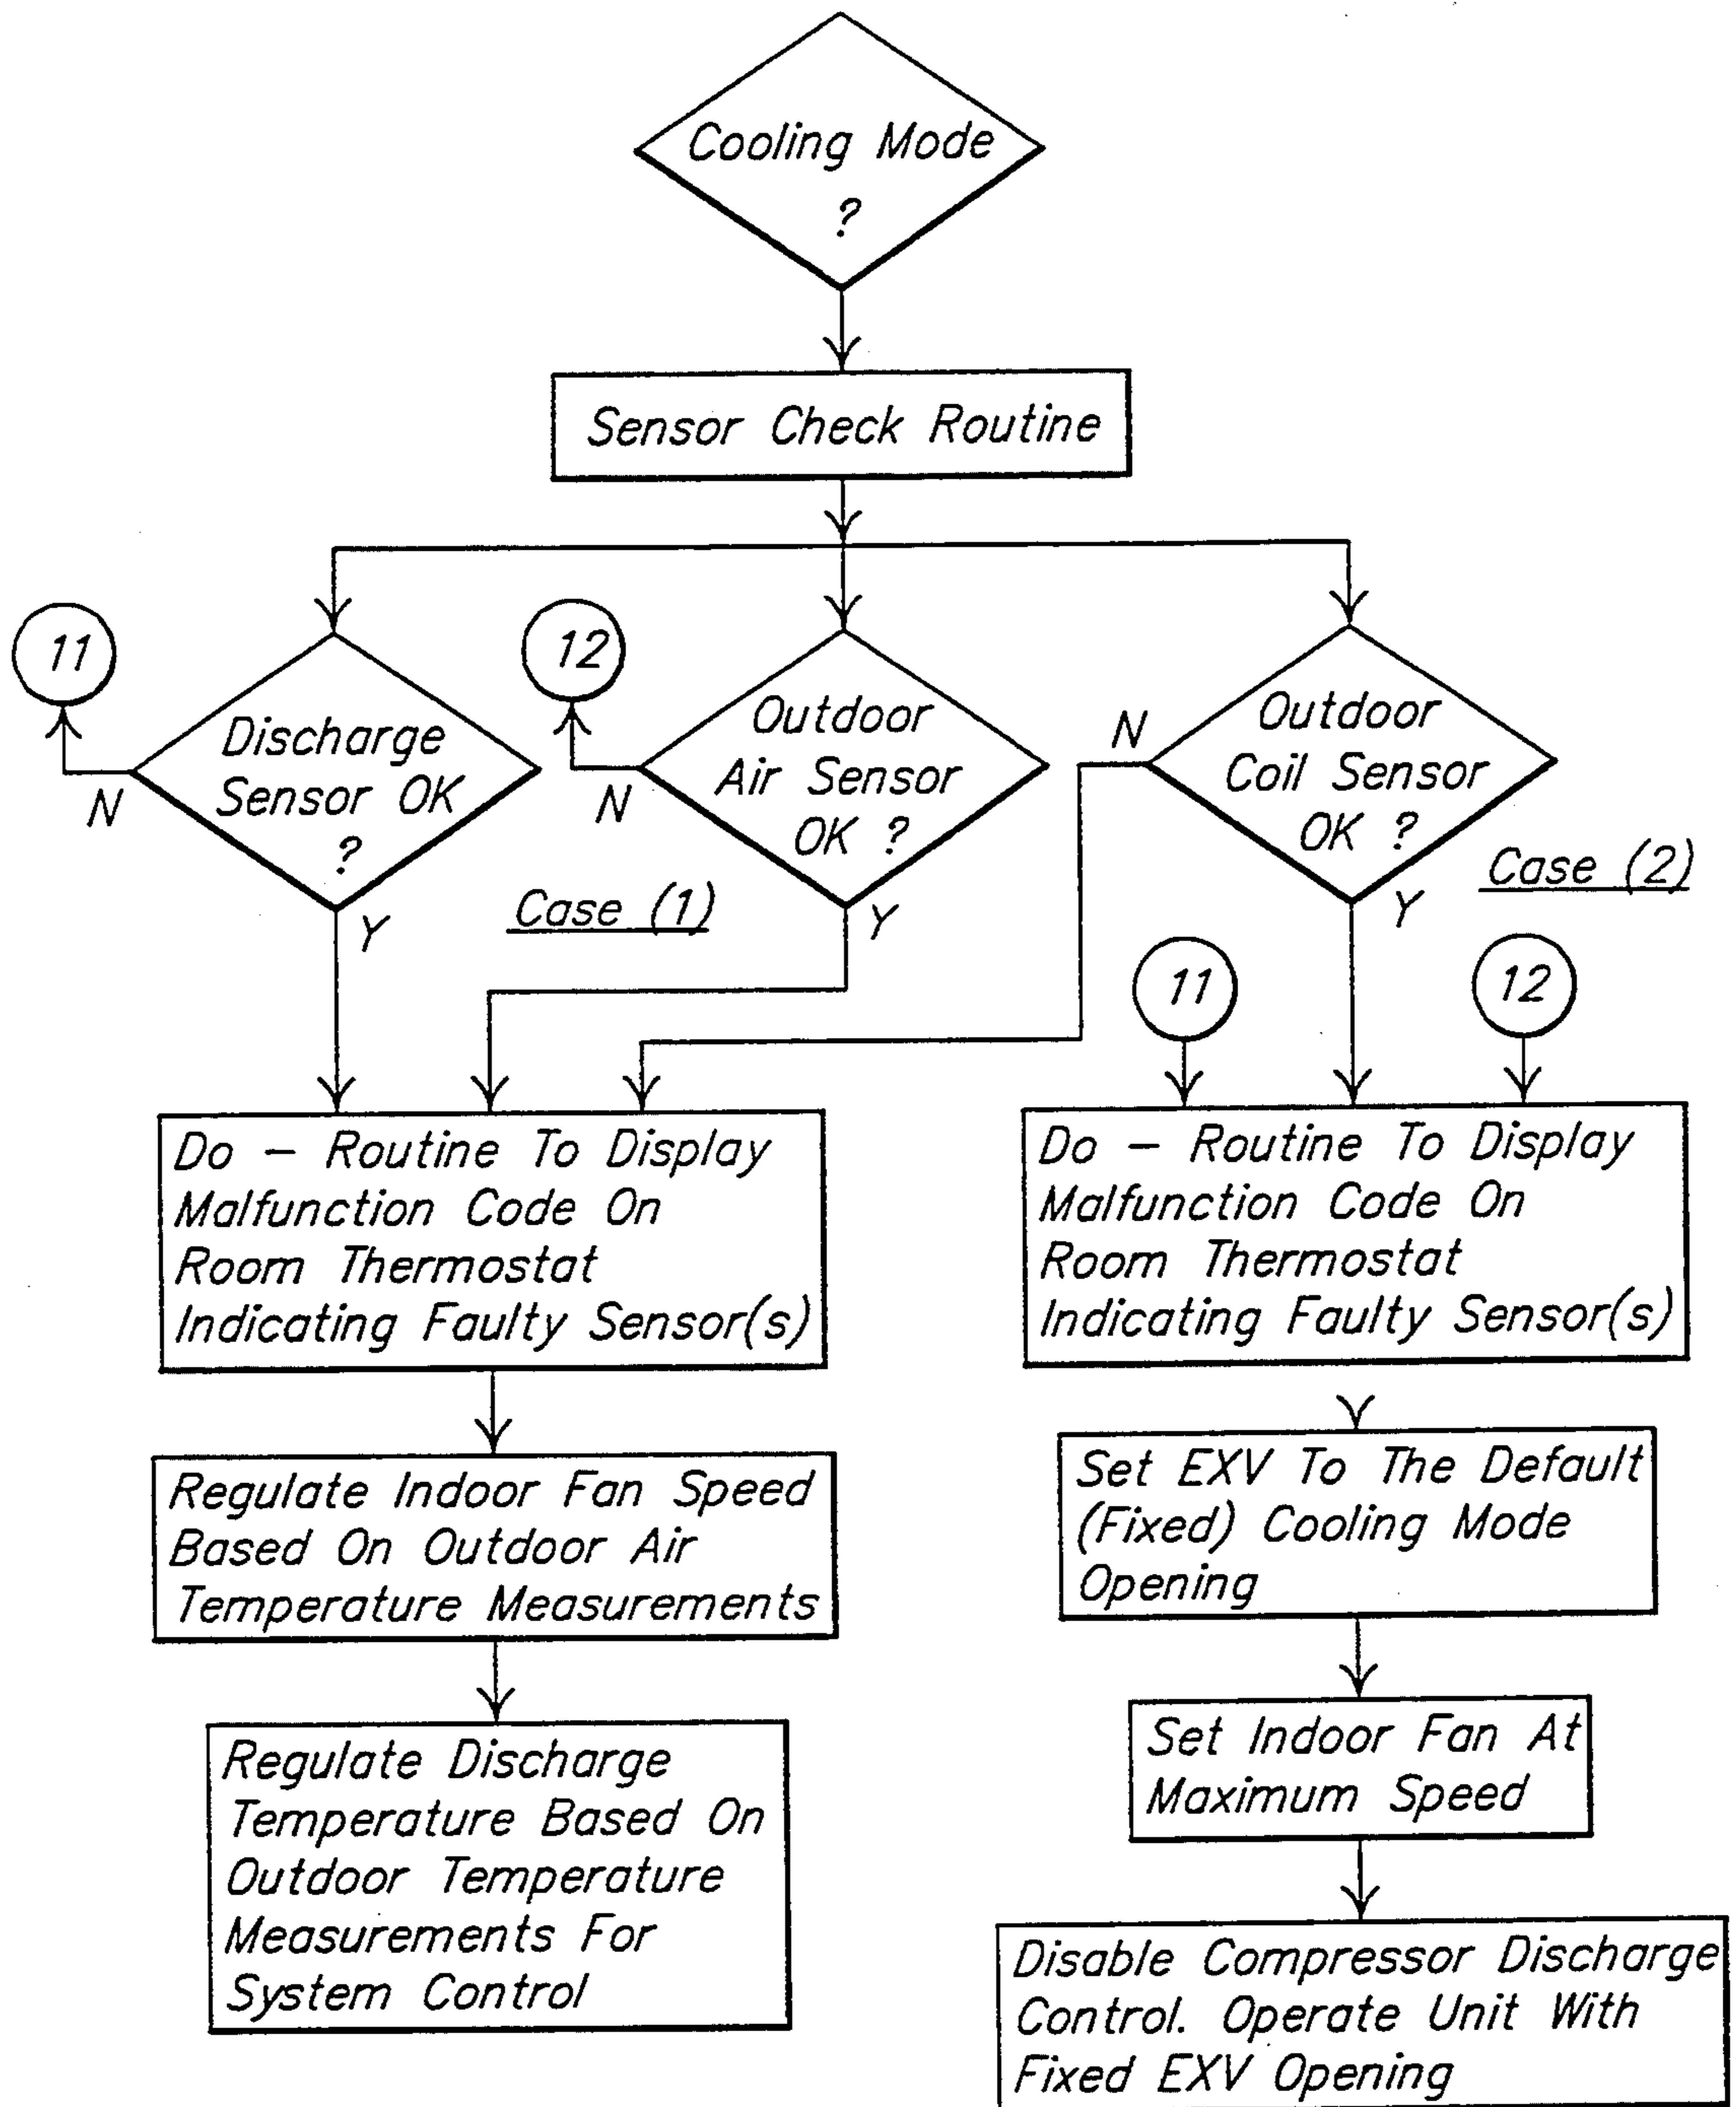 Cooling Mode
?
Sensor Check Routine
11
Discharge
Sensor OK
?
N
Y
12
Outdoor
Air Sensor
OK ?
N
Y
Case (1)
N
Outdoor
Coil Sensor
OK ?
Y
Case (2)
11
12
Do – Routine To Display
Malfunction Code On
Room Thermostat
Indicating Faulty Sensor(s)
Regulate Indoor Fan Speed
Based On Outdoor Air
Temperature Measurements
Regulate Discharge
Temperature Based On
Outdoor Temperature
Measurements For
System Control
Do – Routine To Display
Malfunction Code On
Room Thermostat
Indicating Faulty Sensor(s)
Set EXV To The Default
(Fixed) Cooling Mode
Opening
Set Indoor Fan At
Maximum Speed
Disable Compressor Discharge
Control. Operate Unit With
Fixed EXV Opening